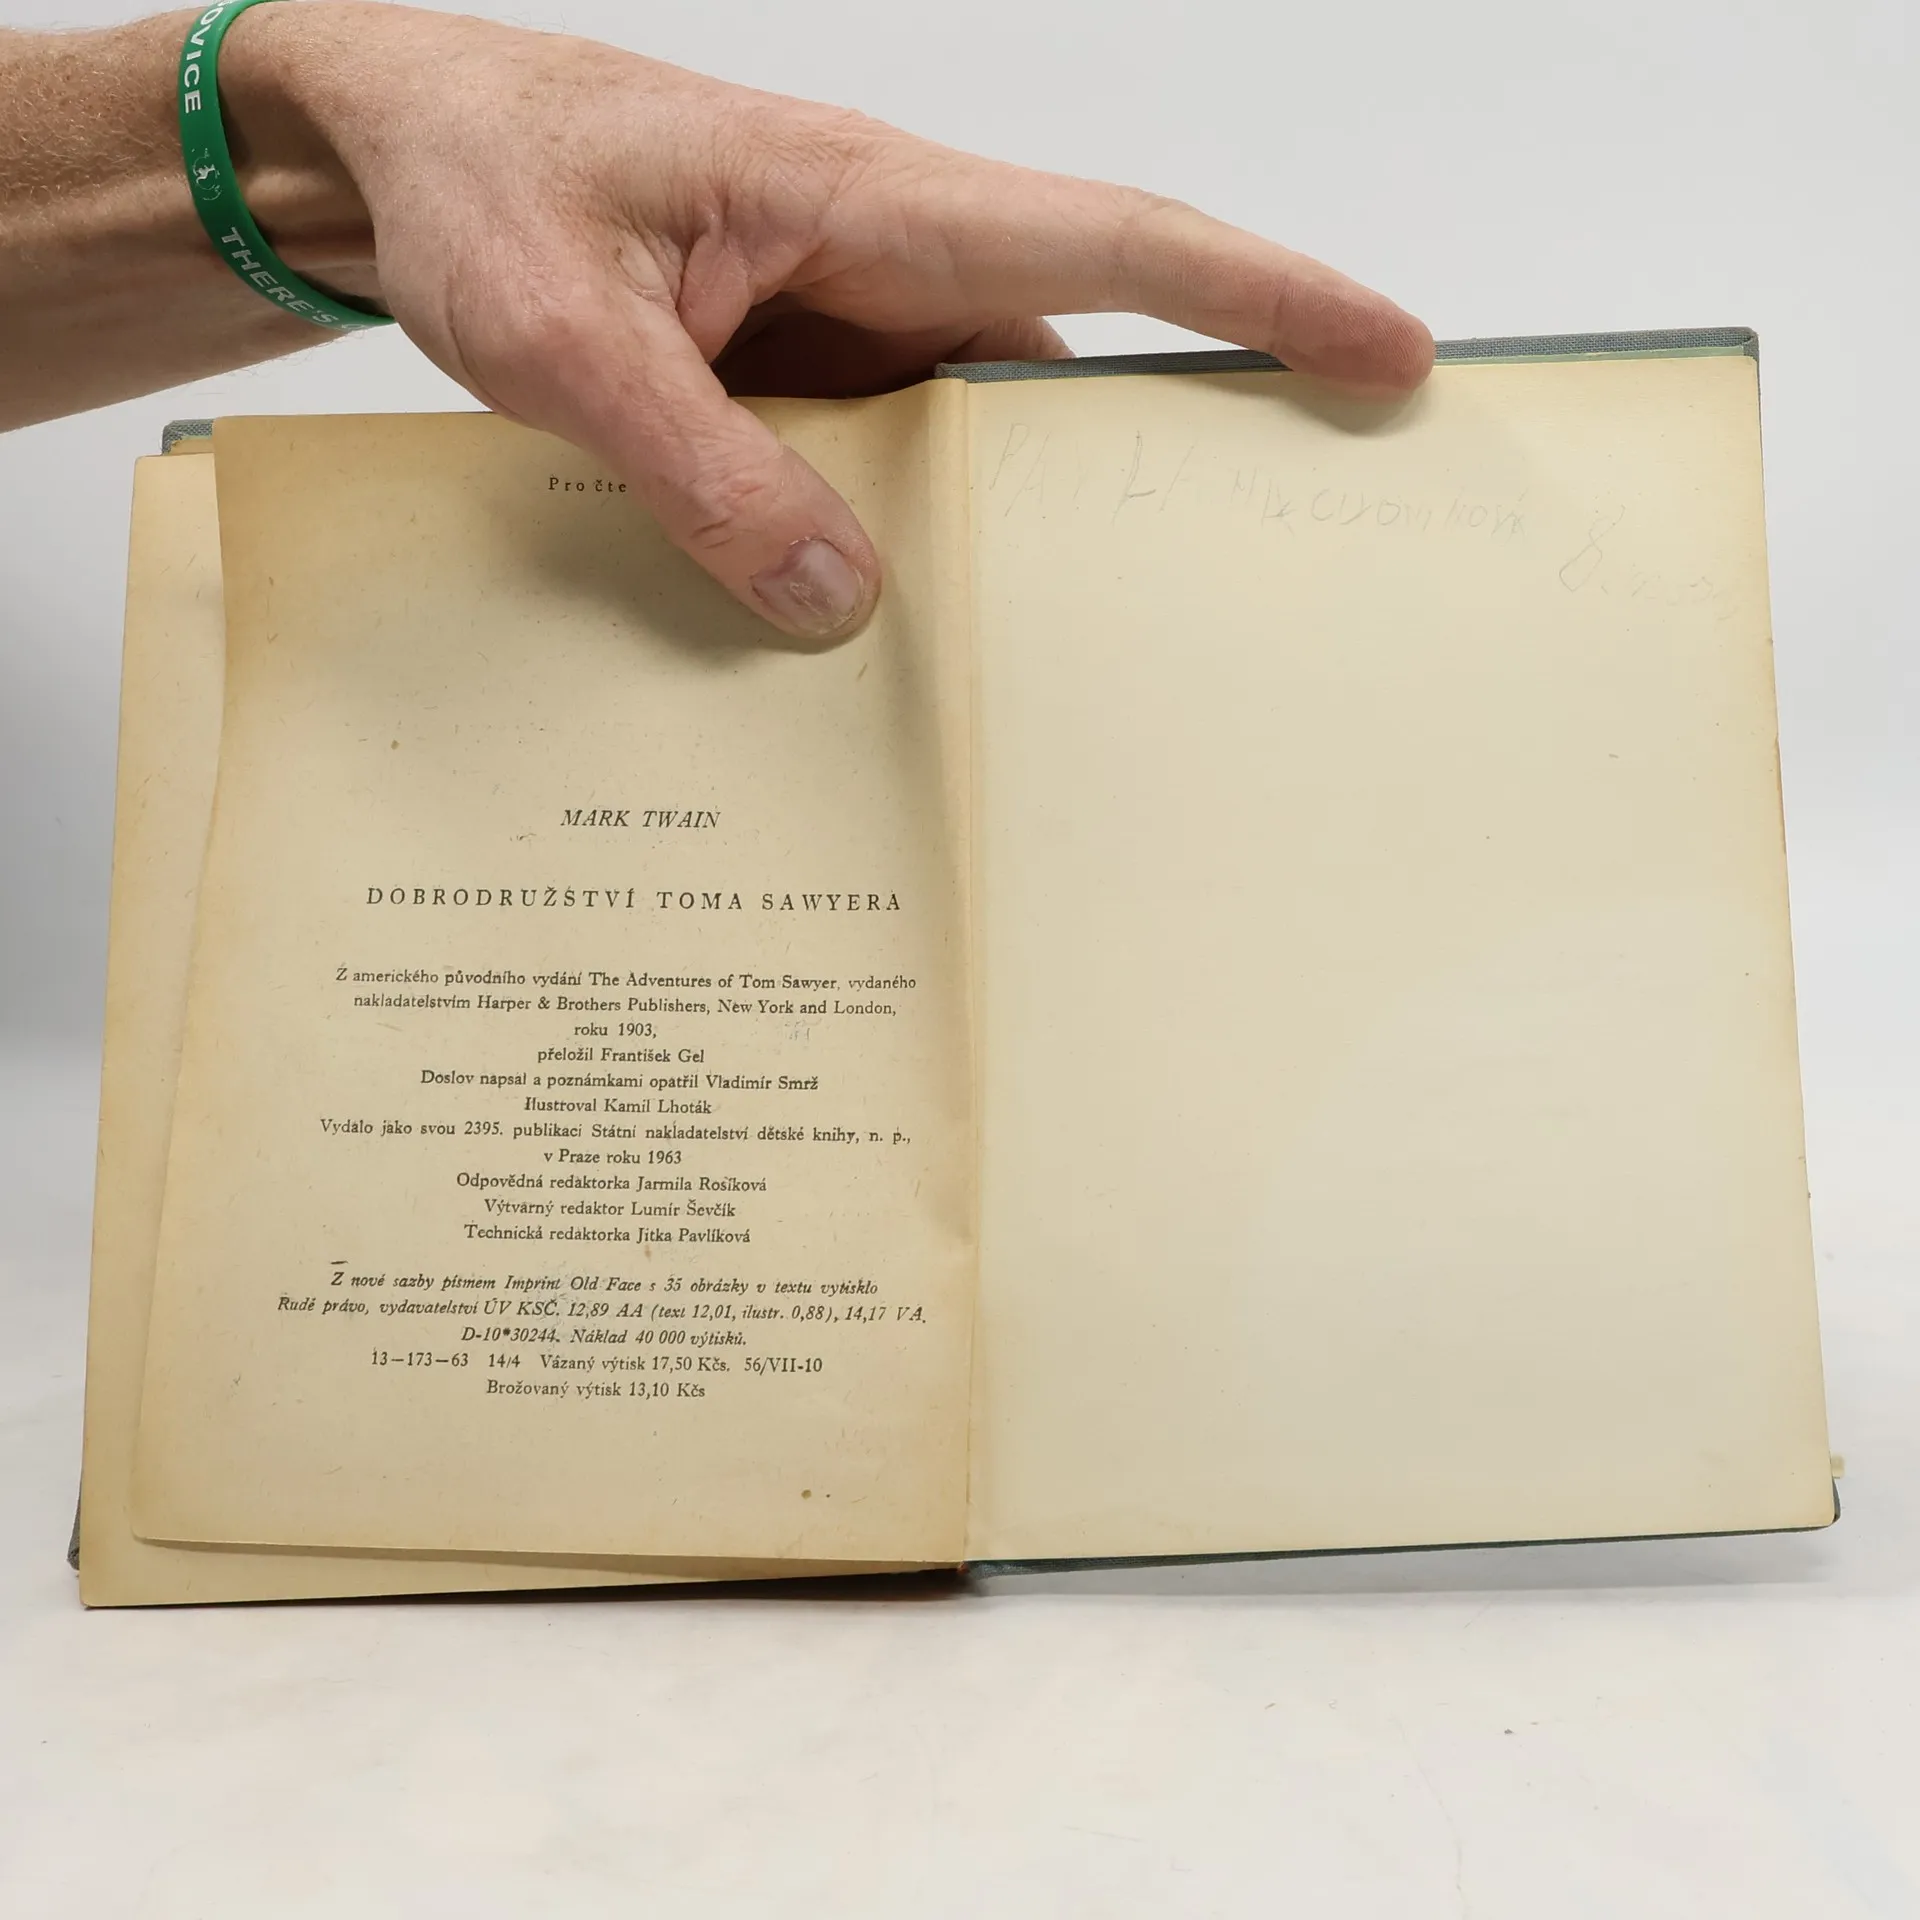 OVICE
THERE'S
Pro čte
MARK TWAIN
DOBRODRUŽSTVÍ TOMA SAWYERA
Z amerického původního vydání The Adventures of Tom Sawyer, vydaného
nakladatelstvím Harper & Brothers Publishers, New York and London,
roku 1903,
přeložil František Gel
Doslov napsal a poznámkami opatřil Vladimír Smrž
Ilustroval Kamil Lhoták
Vydalo jako svou 2395. publikaci Státní nakladatelství dětské knihy, n. p.,
v Praze roku 1963
Odpovědná redaktorka Jarmila Rosíková
Výtvarný redaktor Lumír Ševčík
Technická redaktorka Jitka Pavlíková
Z nové sazby písmem Imprint Old Face s 35 obrázky v textu vytisklo
Rudé právo, vydavatelství ÚV KSČ. 12,89 AA (text 12,01, ilustr. 0,88), 14,17 VA.
D-10*30244. Náklad 40 000 výtisků.
13—173—63 14/4 Vázaný výtisk 17,50 Kčs. 56/VII-10
Brožovaný výtisk 13,10 Kčs
8.